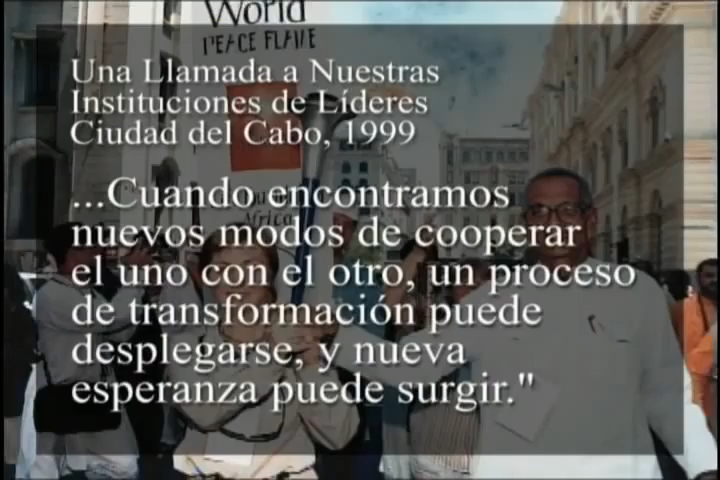 World
PEACE FLAME
Una Llamada a Nuestras
Instituciones de Líderes
Ciudad del Cabo, 1999
...Cuando encontramos
nuevos modos de cooperar
el uno con el otro, un proceso
de transformación puede
desplegarse, y nueva
esperanza puede surgir."
Africa